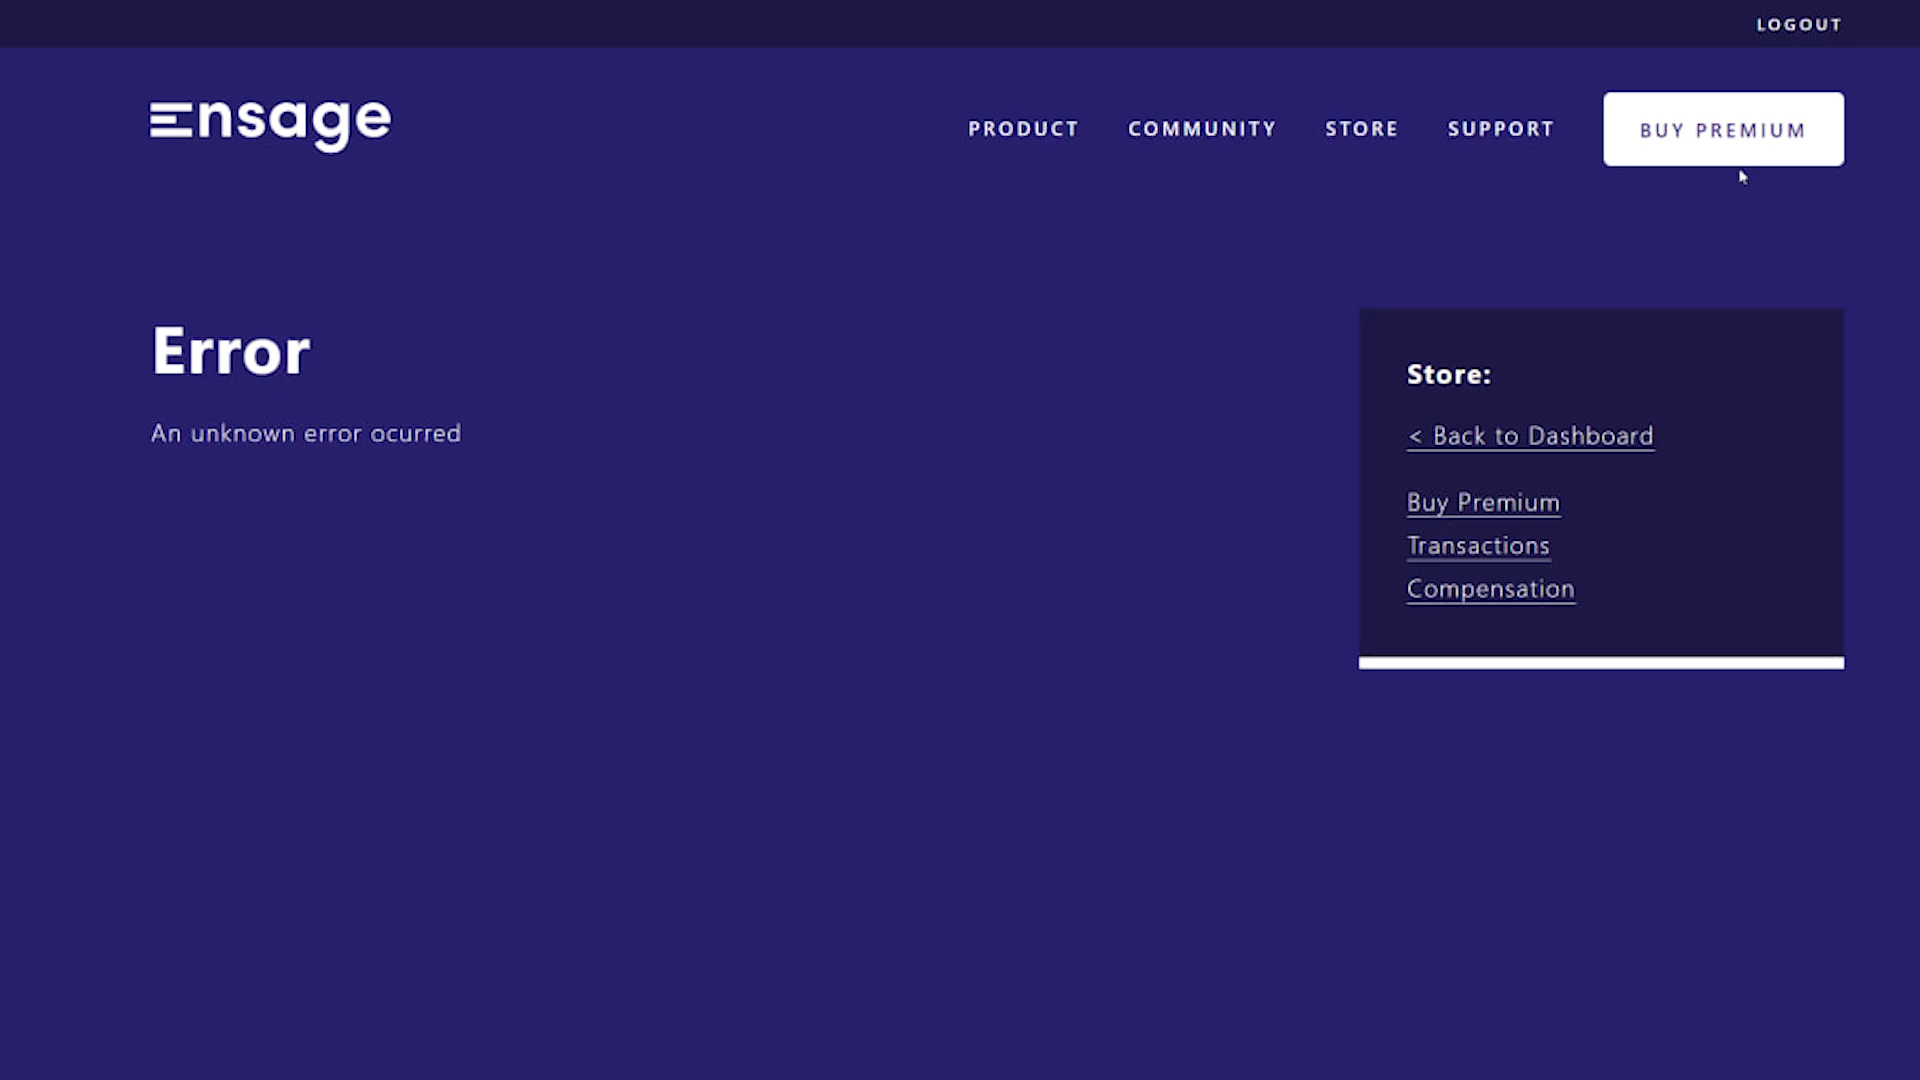 LOGOUT
Ensage
PRODUCT COMMUNITY STORE SUPPORT BUY PREMIUM
Error
An unknown error ocurred
Store:
< Back to Dashboard
Buy Premium
Transactions
Compensation